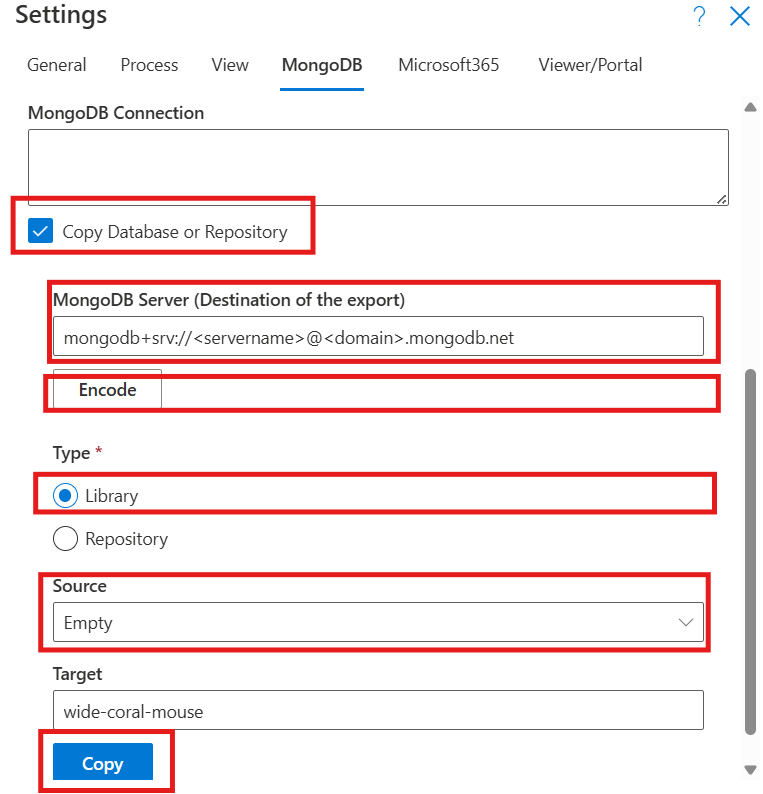 Settings ?
General Process View MongoDB Microsoft365 Viewer/Portal
MongoDB Connection
Copy Database or Repository
MongoDB Server (Destination of the export)
mongodb+srv://<servername>@<domain>.mongodb.net
Encode
Type *
Library
Repository
Source
Empty
Target
wide-coral-mouse
Copy